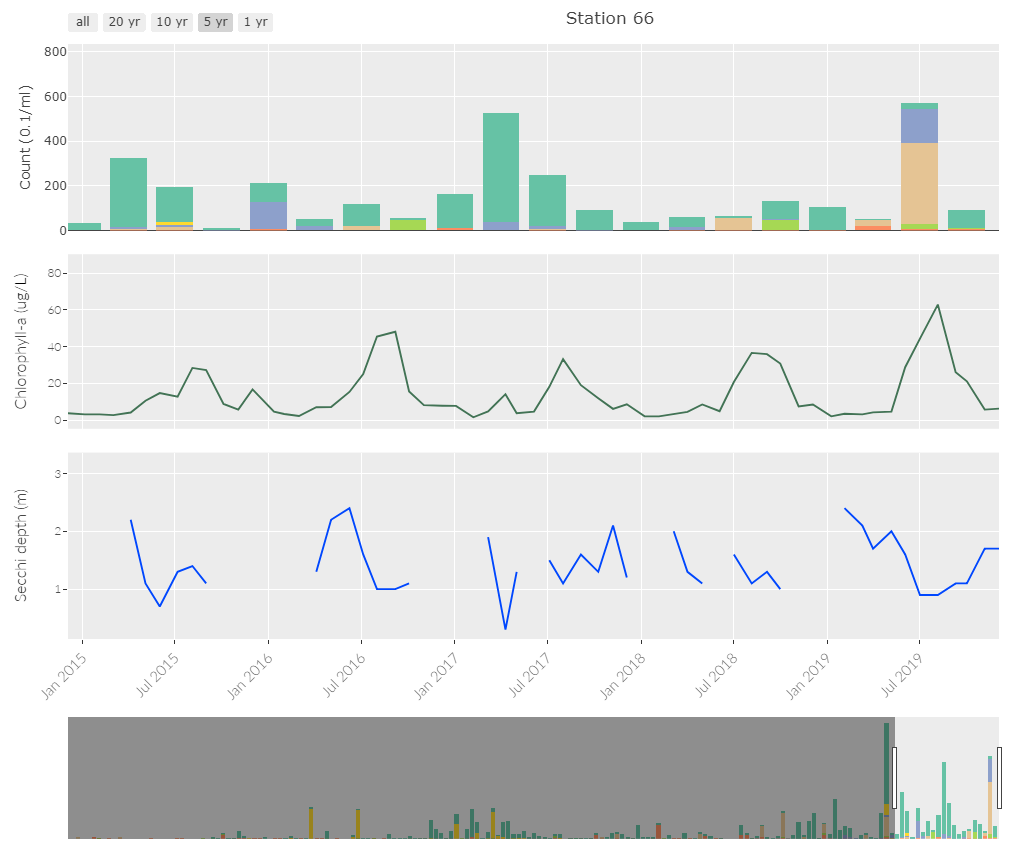 all 20 yr 10 yr 5 yr 1 yr
Station 66
Count (0.1/ml)
800
600
400
200
0
Chlorophyll-a (ug/L)
80
60
40
20
0
Secchi depth (m)
3
2
1
Jan 2015
Jul 2015
Jan 2016
Jul 2016
Jan 2017
Jul 2017
Jan 2018
Jul 2018
Jan 2019
Jul 2019